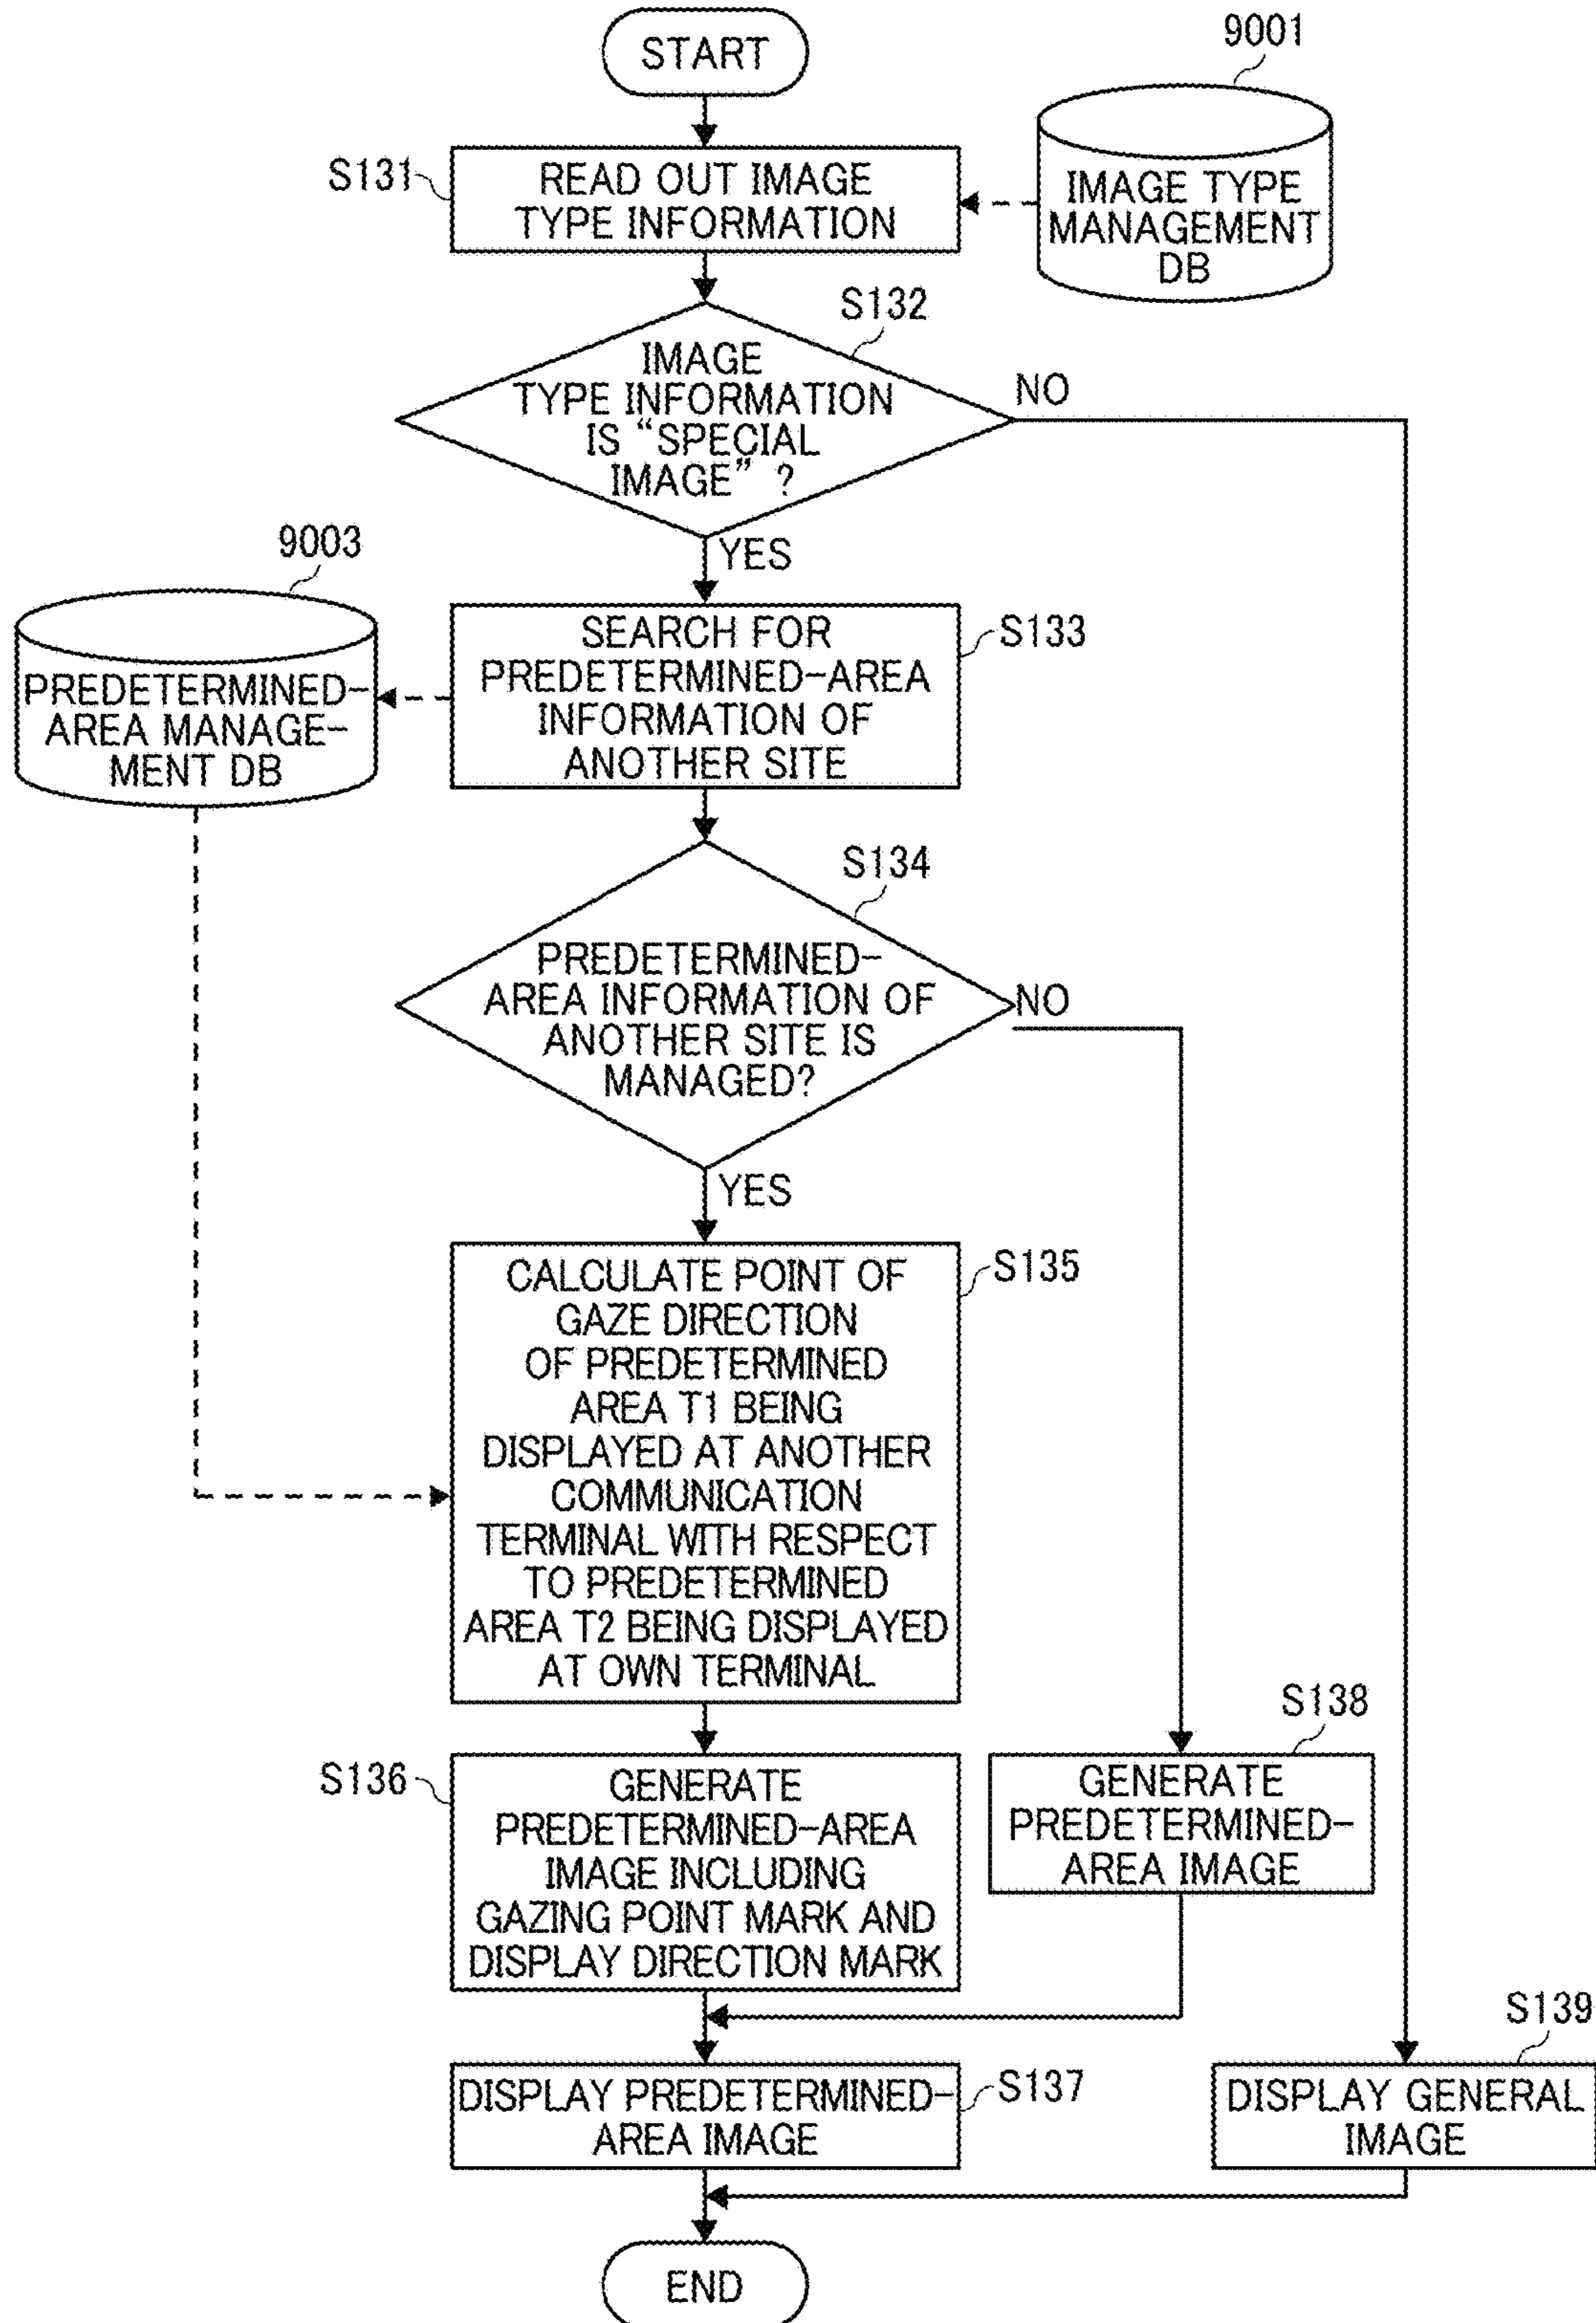 START
9001
S131
READ OUT IMAGE
TYPE INFORMATION
IMAGE TYPE
MANAGEMENT
DB
S132
IMAGE
TYPE INFORMATION
IS “SPECIAL
IMAGE” ?
NO
YES
9003
PREDETERMINED-
AREA MANAGE-
MENT DB
SEARCH FOR
PREDETERMINED-AREA
INFORMATION OF
ANOTHER SITE
S133
S134
PREDETERMINED-
AREA INFORMATION OF
ANOTHER SITE IS
MANAGED?
NO
YES
CALCULATE POINT OF
GAZE DIRECTION
OF PREDETERMINED
AREA T1 BEING
DISPLAYED AT ANOTHER
COMMUNICATION
TERMINAL WITH RESPECT
TO PREDETERMINED
AREA T2 BEING DISPLAYED
AT OWN TERMINAL
S135
S136
GENERATE
PREDETERMINED-AREA
IMAGE INCLUDING
GAZING POINT MARK AND
DISPLAY DIRECTION MARK
S138
GENERATE
PREDETERMINED-
AREA IMAGE
DISPLAY PREDETERMINED-
AREA IMAGE
S137
S139
DISPLAY GENERAL
IMAGE
END